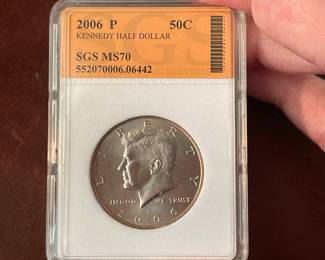 2006 P 50C
KENNEDY HALF DOLLAR
SGS MS70
552070006.06442
LIBERTY
IN GOD WE TRUST
2006